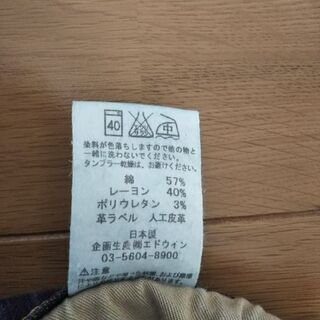 40 中
染料が色落ちしますので他の物と
一緒に洗わないでください。
タンブラー乾燥は、お避けください。
綿 57%
レーヨン 40%
ポリウレタン 3%
革ラベル 人工皮革
日本製
企画生産㈱エドウイン
03-5604-8900
⚠注意